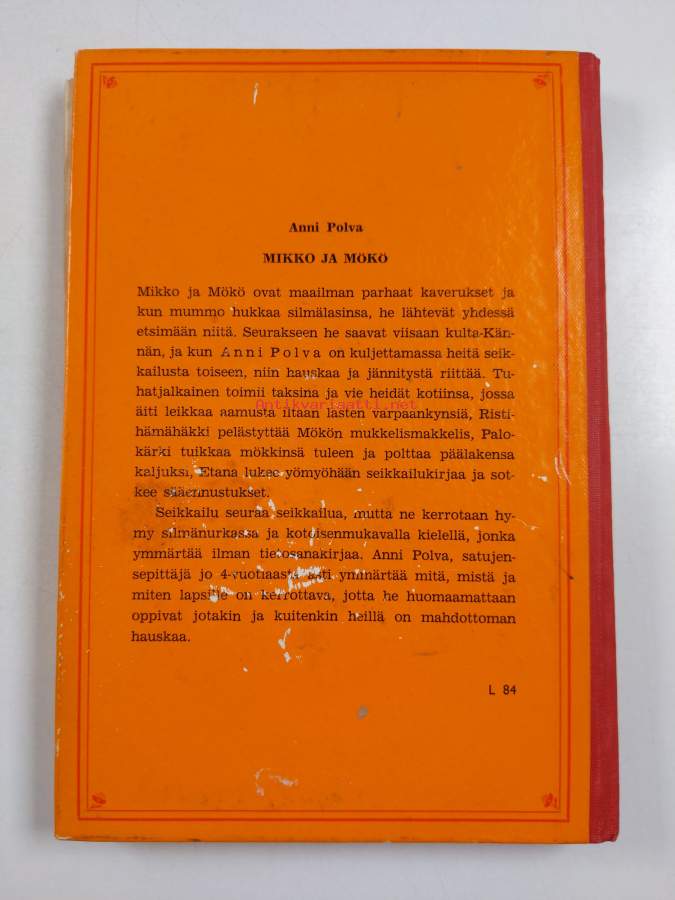 Anni Polva
MIKKO JA MÖKÖ
Mikko ja Mökö ovat maailman parhaat kaverukset ja
kun mummo hukkaa silmälasinsa, he lähtevät yhdessä
etsimään niitä. Seurakseen he saavat viisaan kulta-Kän-
nän, ja kun Anni Polva on kuljettamassa heitä seik-
kailusta toiseen, niin hauskaa ja jännitystä riittää. Tu-
hatjalkainen toimii taksina ja vie heidät kotiinsa, jossa
Antikvariaatti.net
äiti leikkaa aamusta iltaan lasten varpaankynsiä, Risti-
hämähäkki pelästyttää Mökön mukkelismakkelis, Palo-
kärki tuikkaa mökkinsä tuleen ja polttaa päälakensa
kaljuksi, Etana lukee yömyöhään seikkailukirjaa ja sot-
kee sääennustukset.
Seikkailu seuraa seikkailua, mutta ne kerrotaan hy-
my silmänurkassa ja kotoisenmukavalla kielellä, jonka
ymmärtää ilman tietosanakirjaa. Anni Polva, satujen-
sepittäjä jo 4-vuotiaasta asti ymmärtää mitä, mistä ja
miten lapsille on kerrottava, jotta he huomaamattaan
oppivat jotakin ja kuitenkin heillä on mahdottoman
hauskaa.
L 84